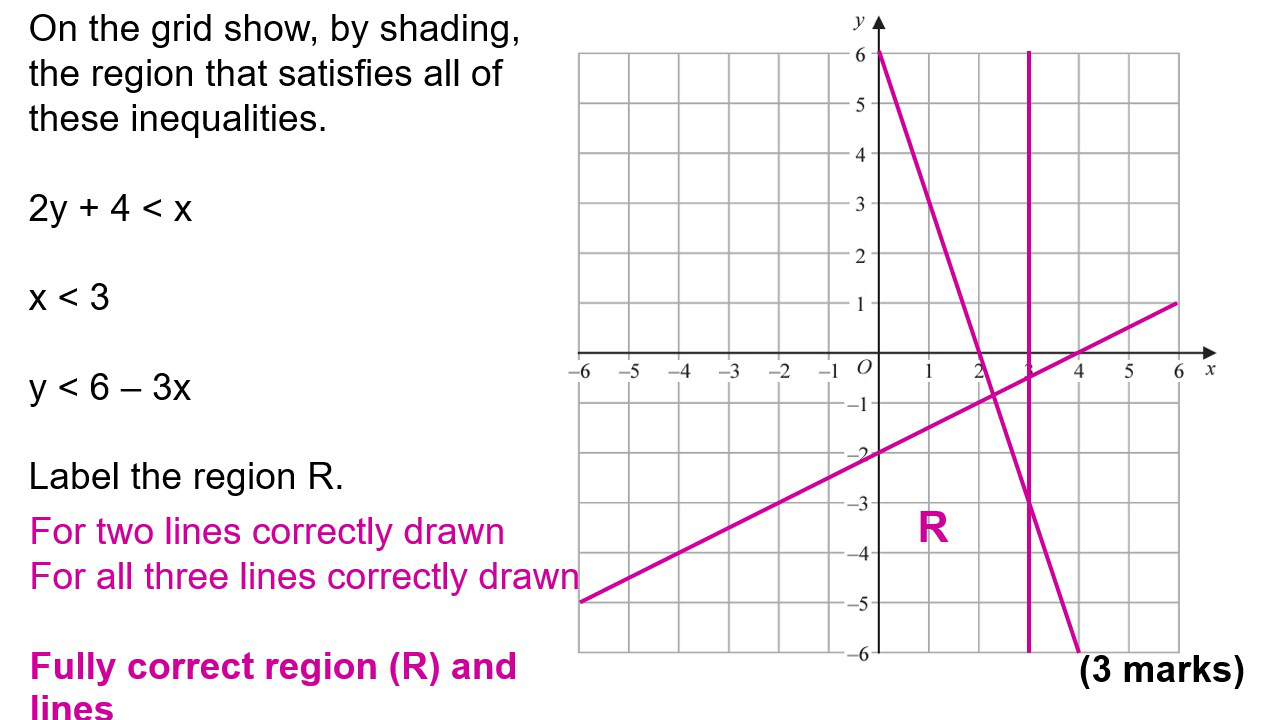 On the grid show, by shading,
the region that satisfies all of
these inequalities.
2y + 4 < x
x < 3
y < 6 – 3x
Label the region R.
For two lines correctly drawn
For all three lines correctly drawn
Fully correct region (R) and
lines
y
6
5
4
3
2
1
–6 –5 –4 –3 –2 –1 O 1 2 3 4 5 6 x
–1
–2
–3
R
–4
–5
–6
(3 marks)